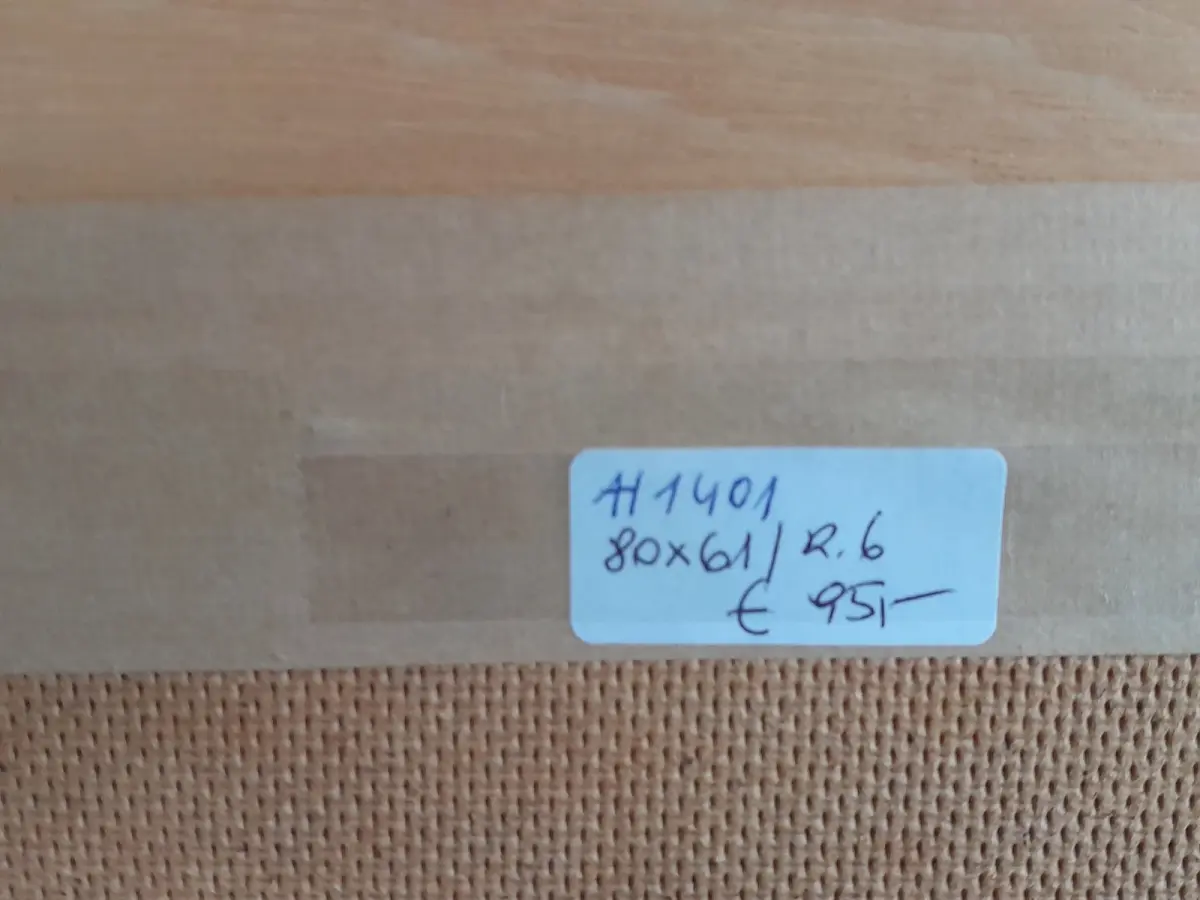 H1401
80x61 / R.6
€ 95,-